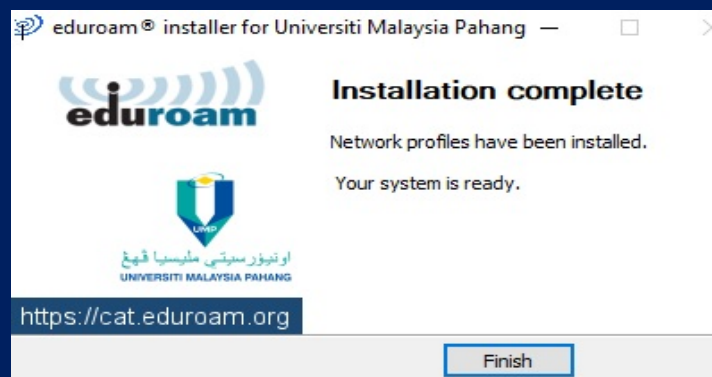 eduroam® installer for Universiti Malaysia Pahang
eduroam
Installation complete
Network profiles have been installed.
Your system is ready.
UMP
اونيۏرسيتي مليسيا ڤهڠ
UNIVERSITI MALAYSIA PAHANG
https://cat.eduroam.org
Finish